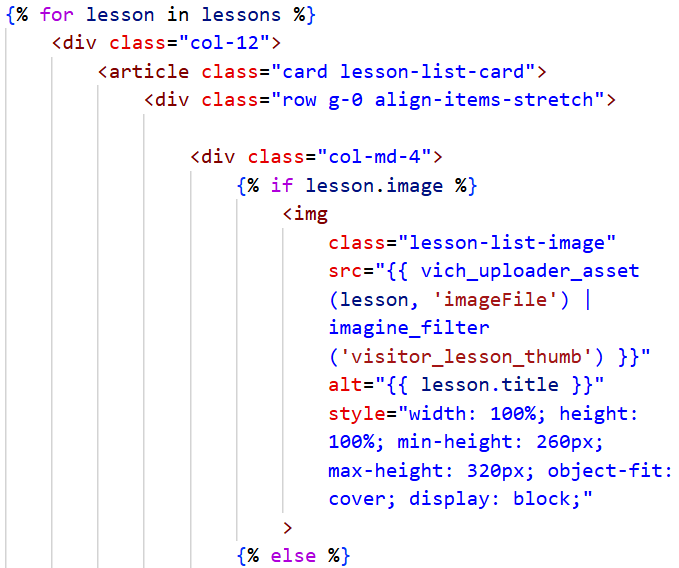 {% for lesson in lessons %}
<div class="col-12">
<article class="card lesson-list-card">
<div class="row g-0 align-items-stretch">
<div class="col-md-4">
{% if lesson.image %}
<img
class="lesson-list-image"
src="{{ vich_uploader_asset
(lesson, 'imageFile') |
imagine_filter
('visitor_lesson_thumb') }}"
alt="{{ lesson.title }}"
style="width: 100%; height:
100%; min-height: 260px;
max-height: 320px; object-fit:
cover; display: block;"
>
{% else %}